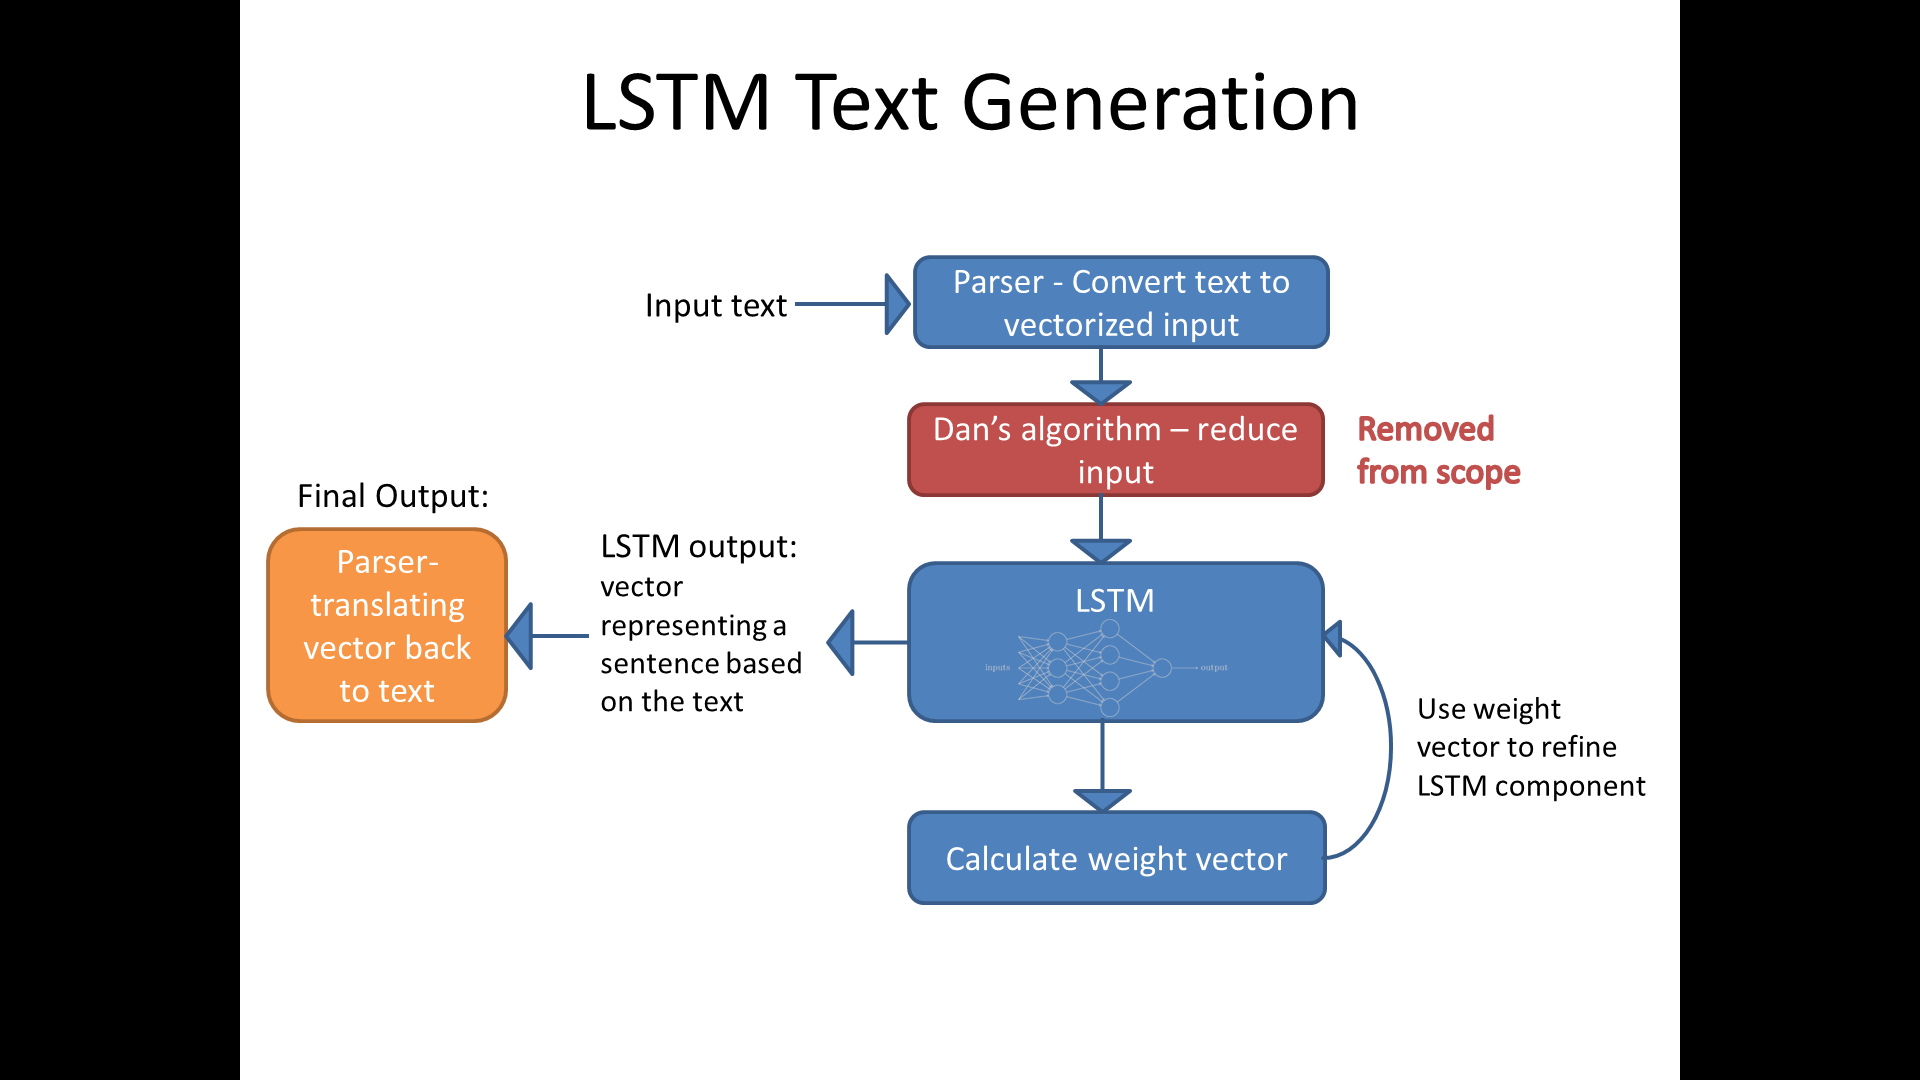 LSTM Text Generation
Input text
Parser - Convert text to
vectorized input
Dan’s algorithm – reduce
input
Removed
from scope
Final Output:
Parser-
translating
vector back
to text
LSTM output:
vector
representing a
sentence based
on the text
LSTM
inputs
output
Use weight
vector to refine
LSTM component
Calculate weight vector